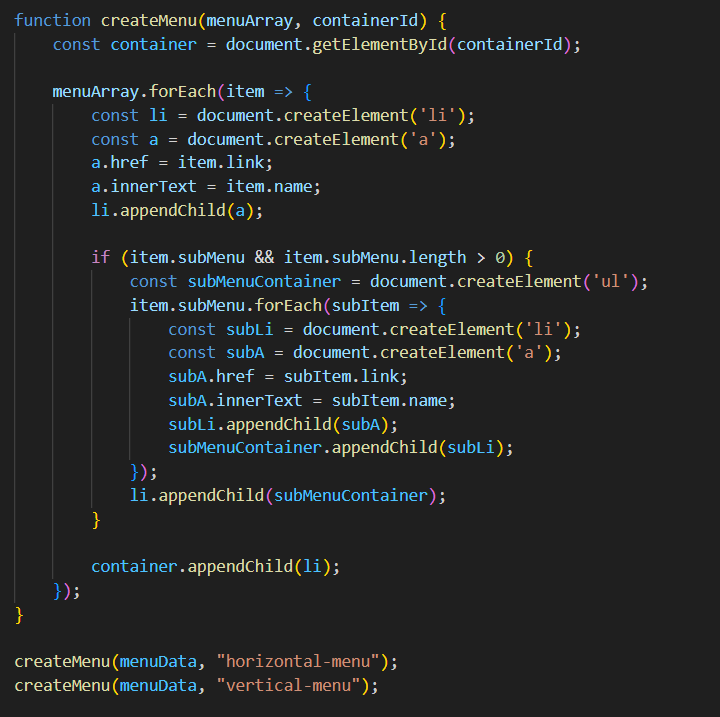 function createMenu(menuArray, containerId) {
    const container = document.getElementById(containerId);

    menuArray.forEach(item => {
        const li = document.createElement('li');
        const a = document.createElement('a');
        a.href = item.link;
        a.innerText = item.name;
        li.appendChild(a);

        if (item.subMenu && item.subMenu.length > 0) {
            const subMenuContainer = document.createElement('ul');
            item.subMenu.forEach(subItem => {
                const subLi = document.createElement('li');
                const subA = document.createElement('a');
                subA.href = subItem.link;
                subA.innerText = subItem.name;
                subLi.appendChild(subA);
                subMenuContainer.appendChild(subLi);
            });
            li.appendChild(subMenuContainer);
        }

        container.appendChild(li);
    });
}

createMenu(menuData, "horizontal-menu");
createMenu(menuData, "vertical-menu");